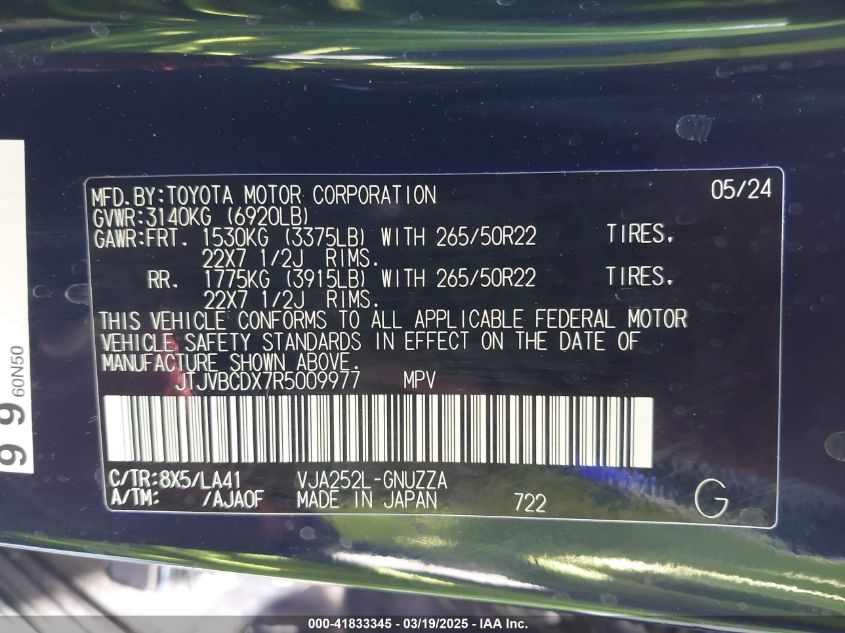 MFD.BY:TOYOTA MOTOR CORPORATION 05/24
GVWR:3140KG (6920LB)
GAWR:FRT. 1530KG (3375LB) WITH 265/50R22 TIRES,
22X7 1/2J RIMS.
RR. 1775KG (3915LB) WITH 265/50R22 TIRES,
22X7 1/2J RIMS.
THIS VEHICLE CONFORMS TO ALL APPLICABLE FEDERAL MOTOR
VEHICLE SAFETY STANDARDS IN EFFECT ON THE DATE OF
MANUFACTURE SHOWN ABOVE.
JTJVBCDX7R5009977 MPV
C/TR:8X5/LA41 VJA252L-GNUZZA
A/TM: /AJA0F MADE IN JAPAN 722 G
99
60N50
000-41833345 - 03/19/2025 - IAA Inc.